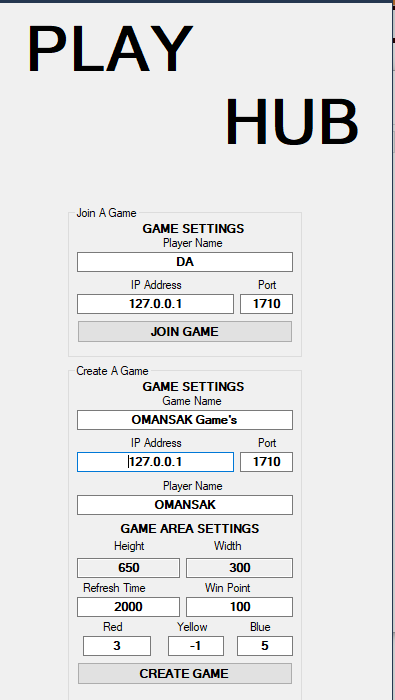 PLAY
HUB
Join A Game
GAME SETTINGS
Player Name
DA
IP Address Port
127.0.0.1 1710
JOIN GAME
Create A Game
GAME SETTINGS
Game Name
OMANSAK Game's
IP Address Port
127.0.0.1 1710
Player Name
OMANSAK
GAME AREA SETTINGS
Height Width
650 300
Refresh Time Win Point
2000 100
Red Yellow Blue
3 -1 5
CREATE GAME